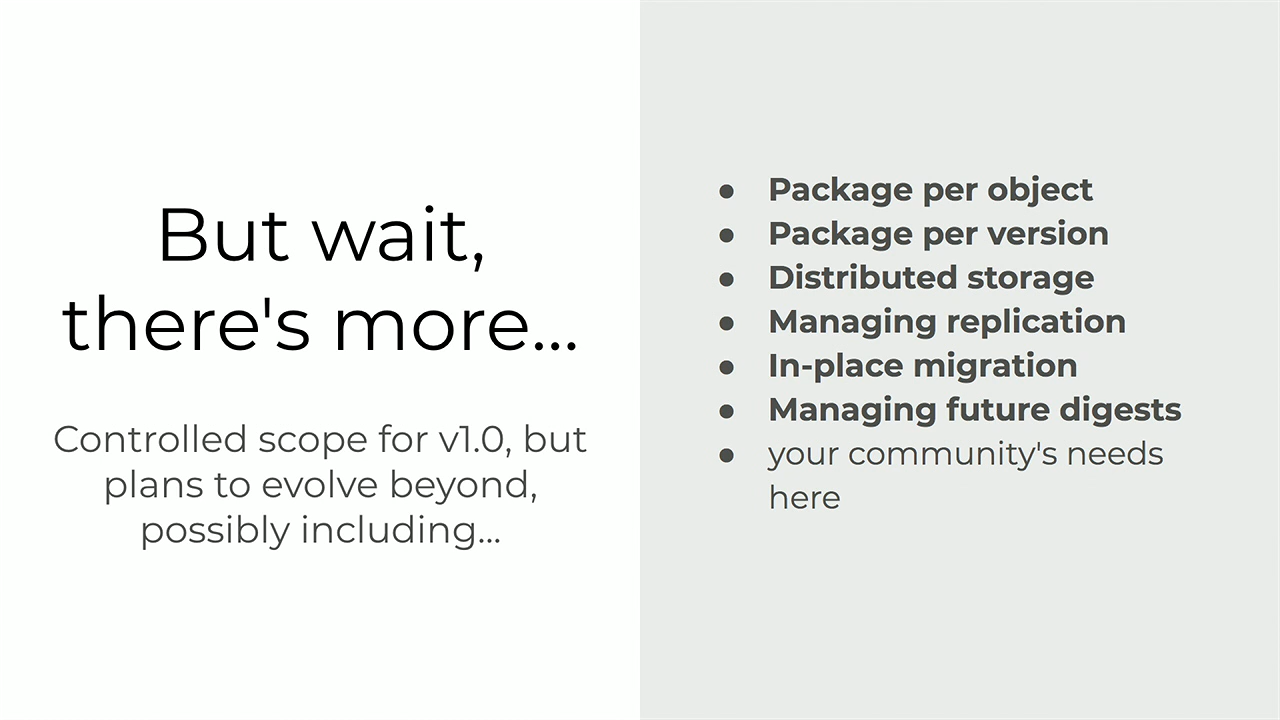 But wait,
there's more...
Controlled scope for v1.0, but
plans to evolve beyond,
possibly including...
● Package per object
● Package per version
● Distributed storage
● Managing replication
● In-place migration
● Managing future digests
● your community's needs
here